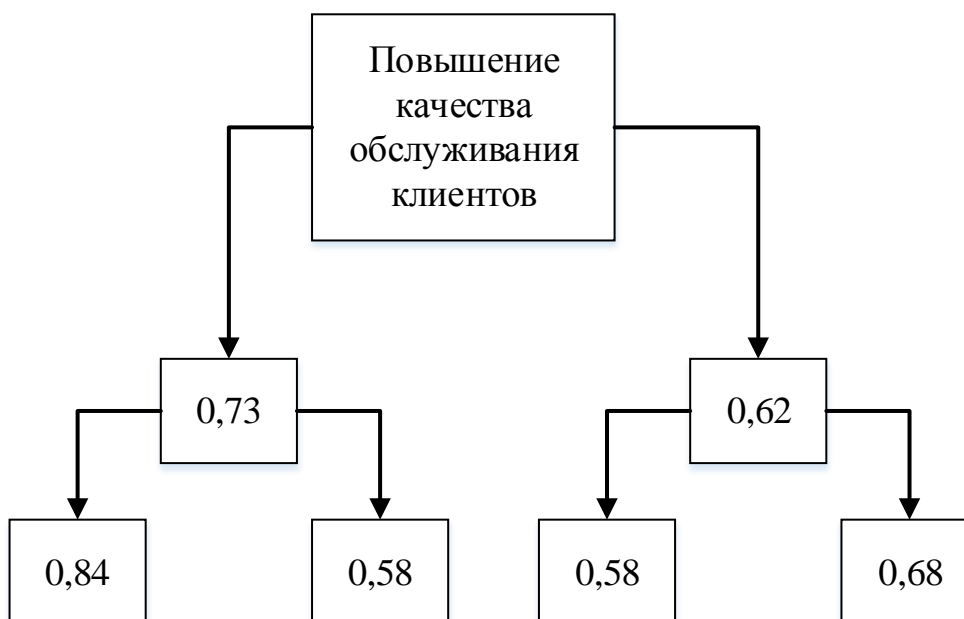 Повышение
качества
обслуживания
клиентов
0,73
0,62
0,84
0,58
0,58
0,68